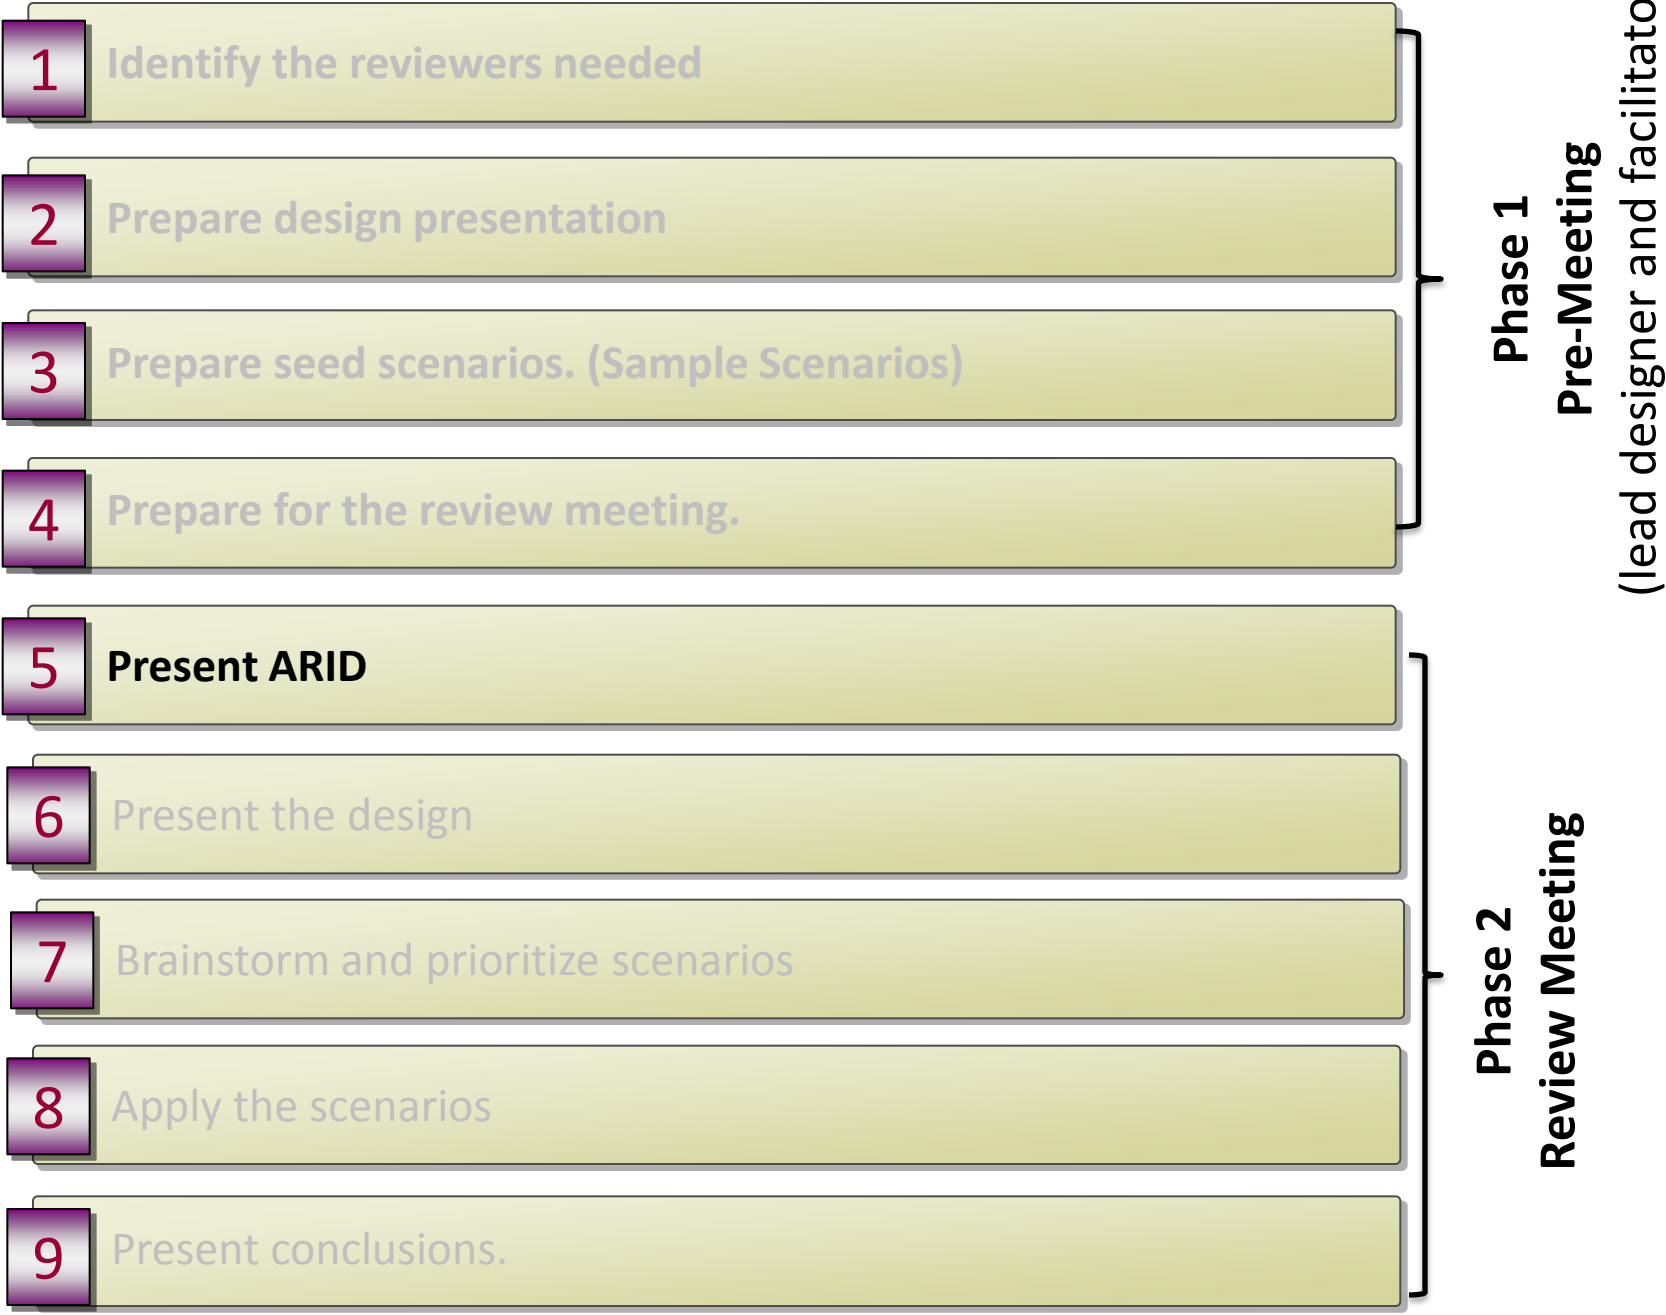 1
Identify the reviewers needed
2
Prepare design presentation
3
Prepare seed scenarios. (Sample Scenarios)
4
Prepare for the review meeting.
Phase 1
Pre-Meeting
(lead designer and facilitato
5
Present ARID
6
Present the design
7
Brainstorm and prioritize scenarios
8
Apply the scenarios
9
Present conclusions.
Phase 2
Review Meeting